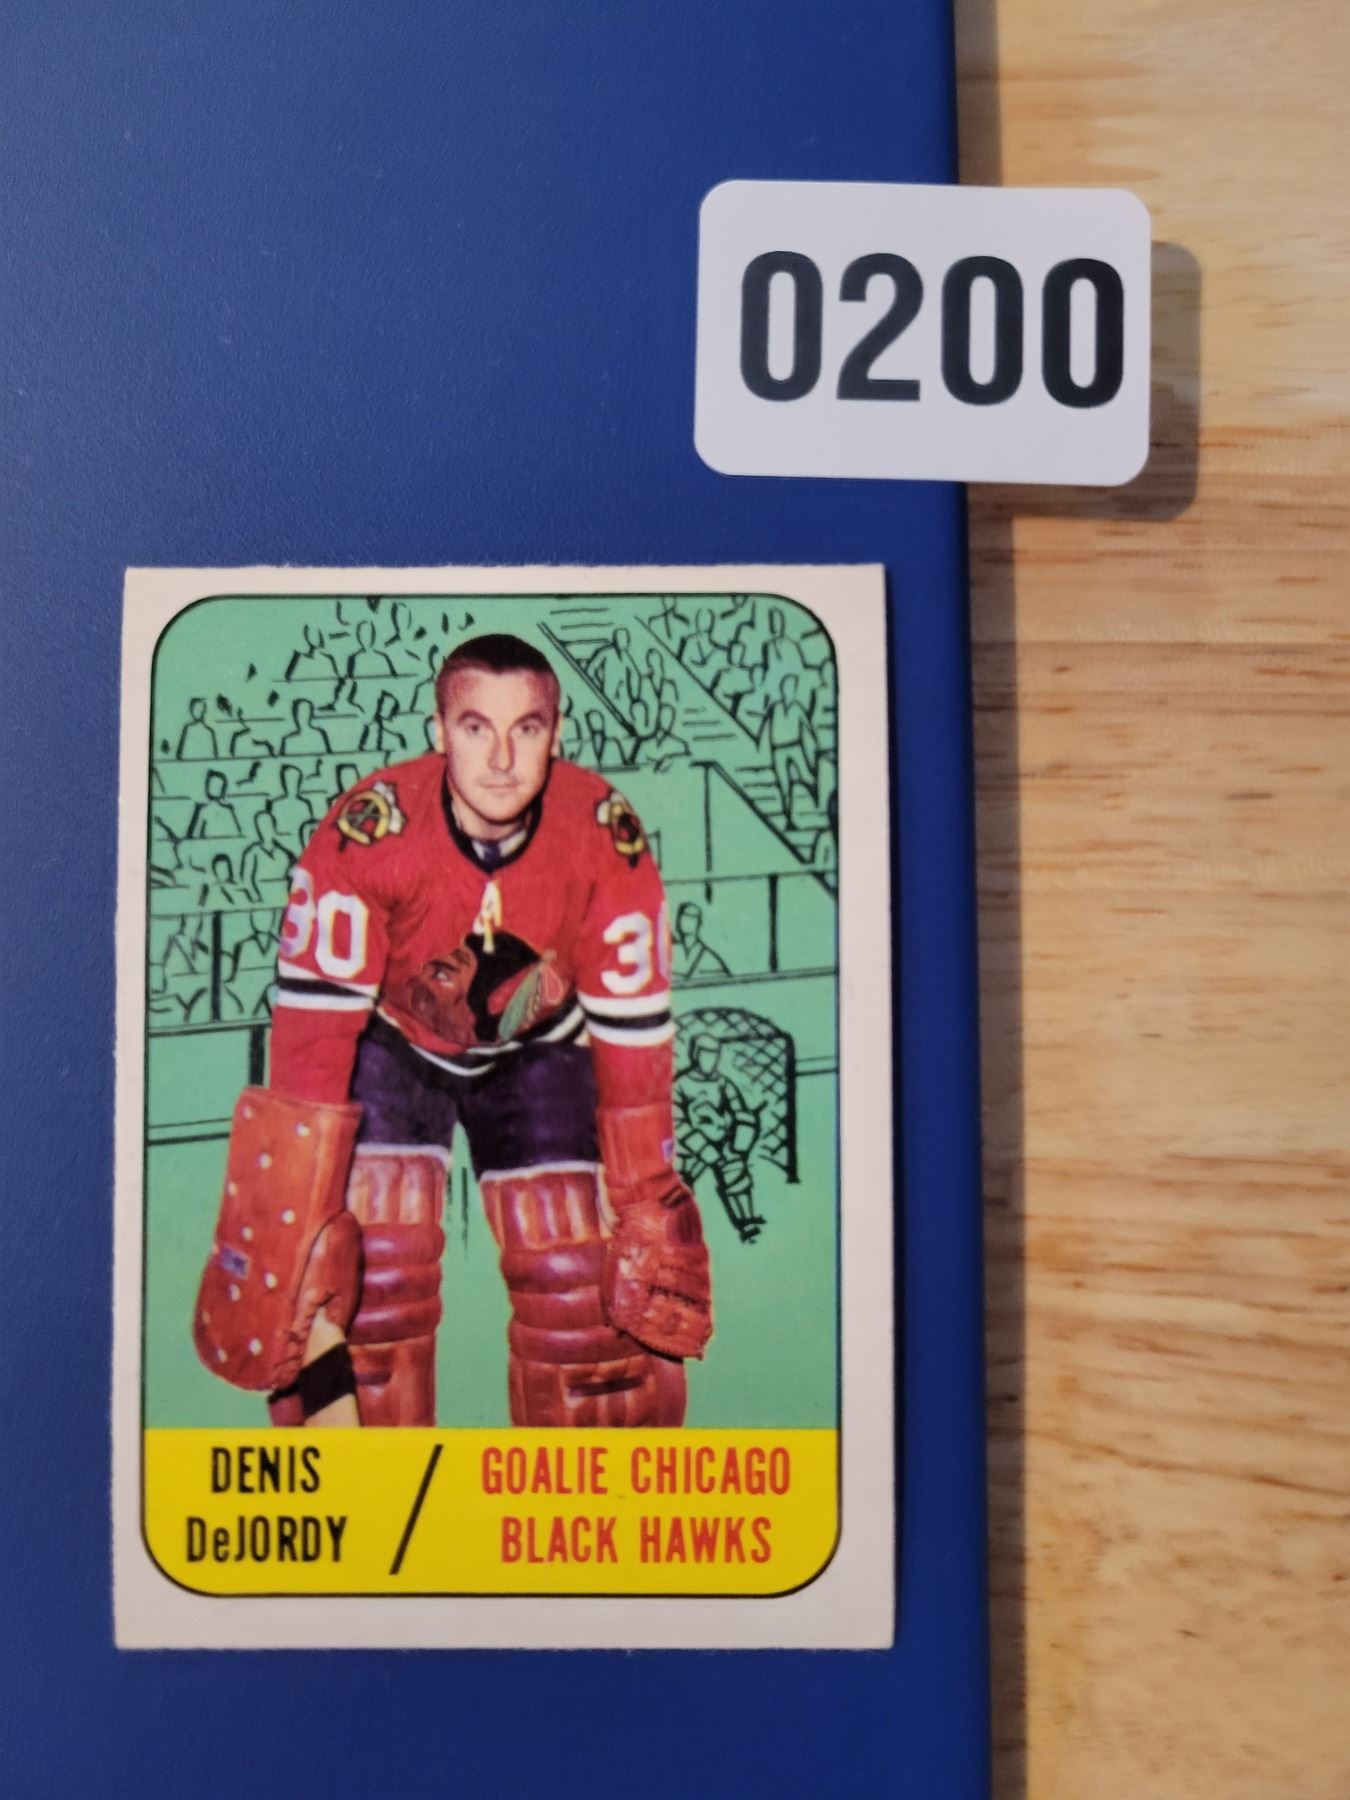 0200
30
30
DENIS
DeJORDY
/
GOALIE CHICAGO
BLACK HAWKS